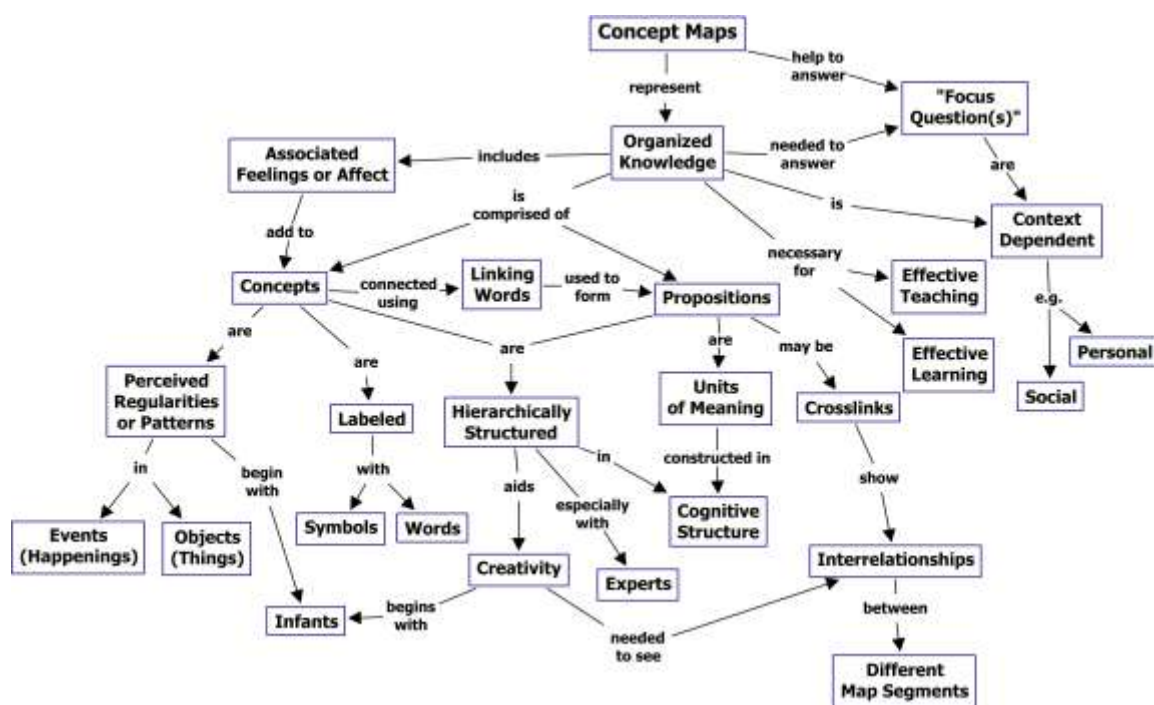 Concept Maps
help to
answer
represent
"Focus
Question(s)"
Organized
Knowledge
needed to
answer
includes
Associated
Feelings or Affect
are
is
comprised of
is
Context
Dependent
add to
necessary
for
Linking
Words
Effective
Teaching
Concepts
connected
using
used to
form
Propositions
e.g.
are
are
are
are
may be
Effective
Learning
Personal
Social
Perceived
Regularities
or Patterns
Labeled
Hierarchically
Structured
Units
of Meaning
Crosslinks
in
begin
with
with
aids
in
constructed in
especially
with
show
Events
(Happenings)
Objects
(Things)
Symbols
Words
Cognitive
Structure
Creativity
Experts
Interrelationships
Infants
begins
with
needed
to see
between
Different
Map Segments